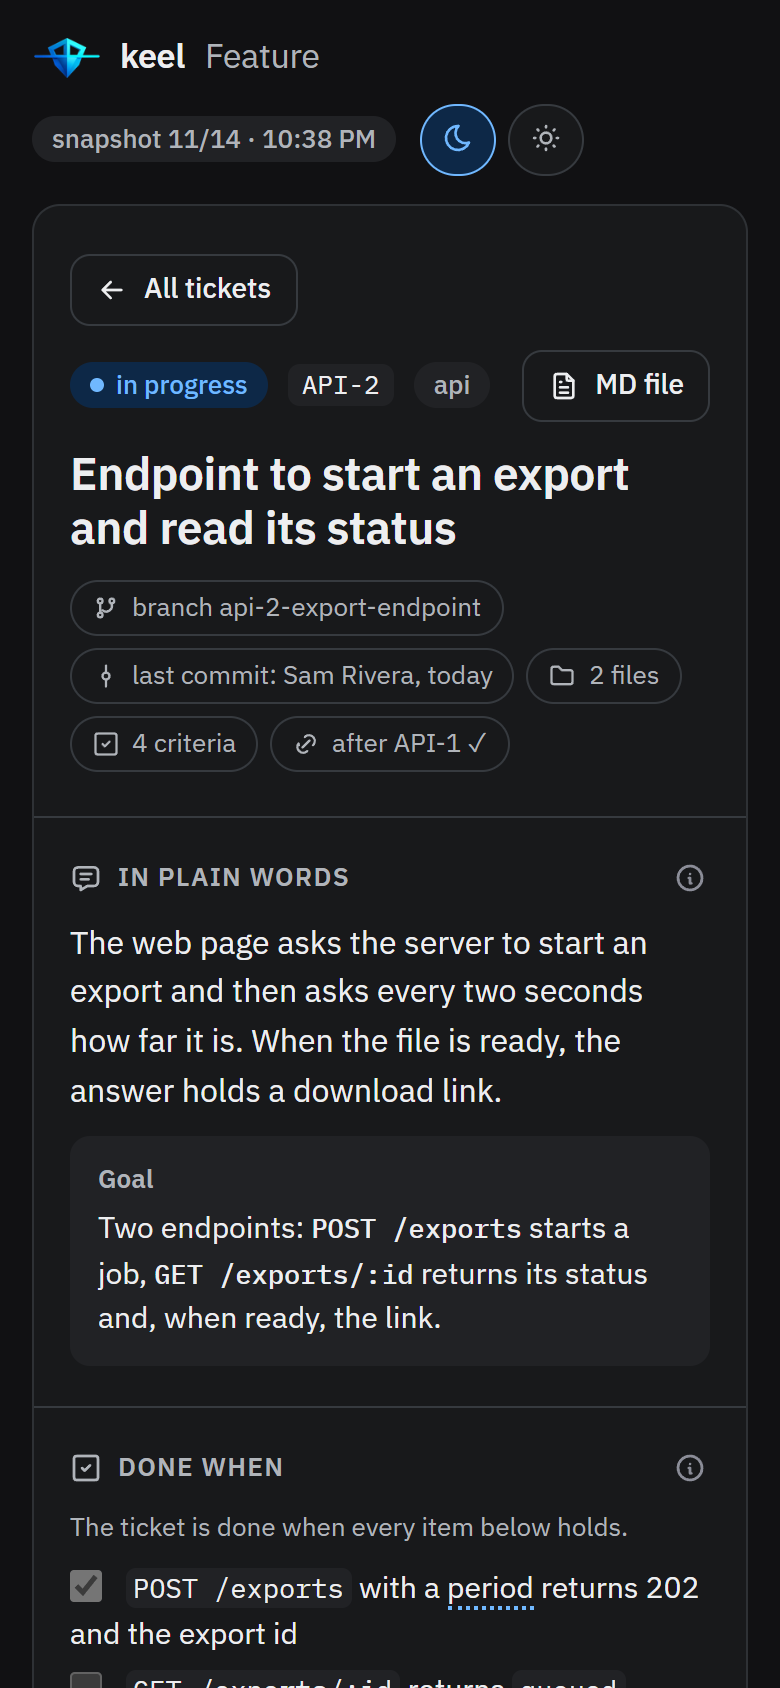 keel Feature
snapshot 11/14 · 10:38 PM
All tickets
in progress API-2 api MD file
Endpoint to start an export
and read its status
branch api-2-export-endpoint
last commit: Sam Rivera, today 2 files
4 criteria after API-1 ✓
IN PLAIN WORDS
The web page asks the server to start an
export and then asks every two seconds
how far it is. When the file is ready, the
answer holds a download link.
Goal
Two endpoints: POST /exports starts a
job, GET /exports/:id returns its status
and, when ready, the link.
DONE WHEN
The ticket is done when every item below holds.
POST /exports with a period returns 202
and the export id
GET /exports/:id returns queued